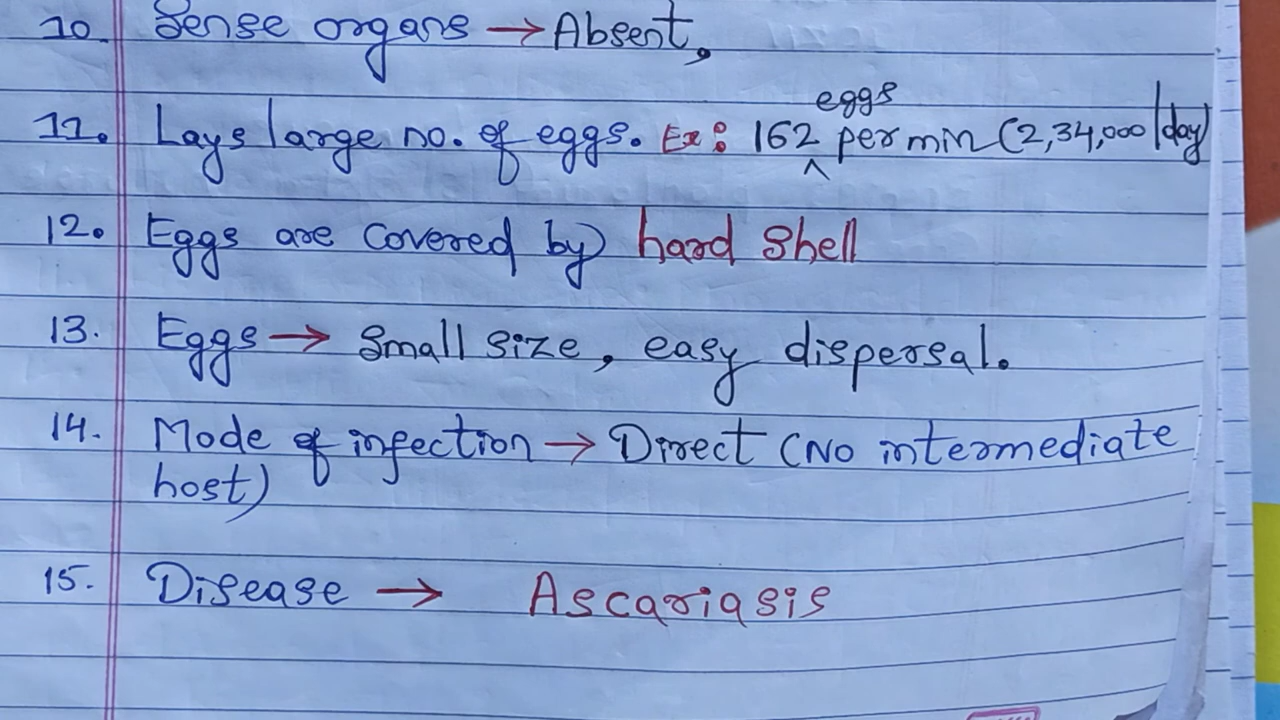 10. Sense organs → Absent,
11. Lays large no. of eggs. Ex: 162 eggs per min (2,34,000/day)
12. Eggs are covered by hard shell
13. Eggs → Small size, easy dispersal.
14. Mode of infection → Direct (No intermediate
host)
15. Disease → Ascariasis